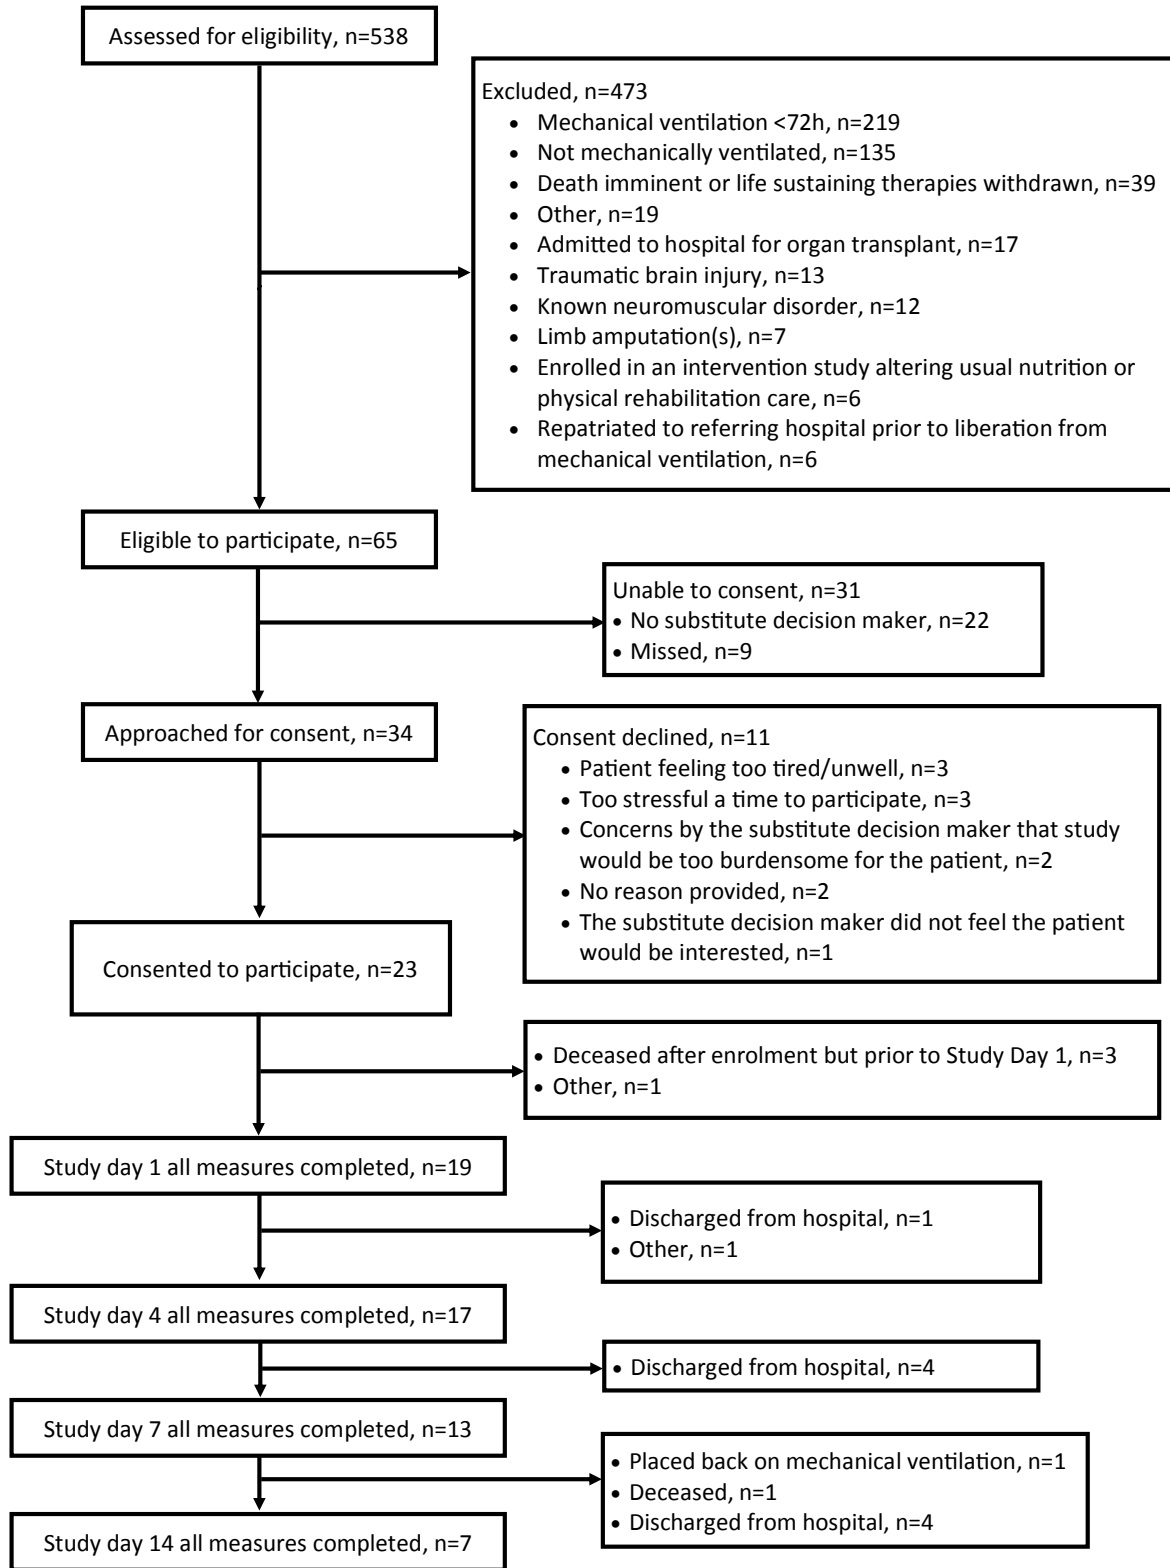 Assessed for eligibility, n=538
Excluded, n=473
• Mechanical ventilation <72h, n=219
• Not mechanically ventilated, n=135
• Death imminent or life sustaining therapies withdrawn, n=39
• Other, n=19
• Admitted to hospital for organ transplant, n=17
• Traumatic brain injury, n=13
• Known neuromuscular disorder, n=12
• Limb amputation(s), n=7
• Enrolled in an intervention study altering usual nutrition or
physical rehabilitation care, n=6
• Repatriated to referring hospital prior to liberation from
mechanical ventilation, n=6
Eligible to participate, n=65
Unable to consent, n=31
• No substitute decision maker, n=22
• Missed, n=9
Approached for consent, n=34
Consent declined, n=11
• Patient feeling too tired/unwell, n=3
• Too stressful a time to participate, n=3
• Concerns by the substitute decision maker that study
would be too burdensome for the patient, n=2
• No reason provided, n=2
• The substitute decision maker did not feel the patient
would be interested, n=1
Consented to participate, n=23
• Deceased after enrolment but prior to Study Day 1, n=3
• Other, n=1
Study day 1 all measures completed, n=19
• Discharged from hospital, n=1
• Other, n=1
Study day 4 all measures completed, n=17
• Discharged from hospital, n=4
Study day 7 all measures completed, n=13
• Placed back on mechanical ventilation, n=1
• Deceased, n=1
• Discharged from hospital, n=4
Study day 14 all measures completed, n=7